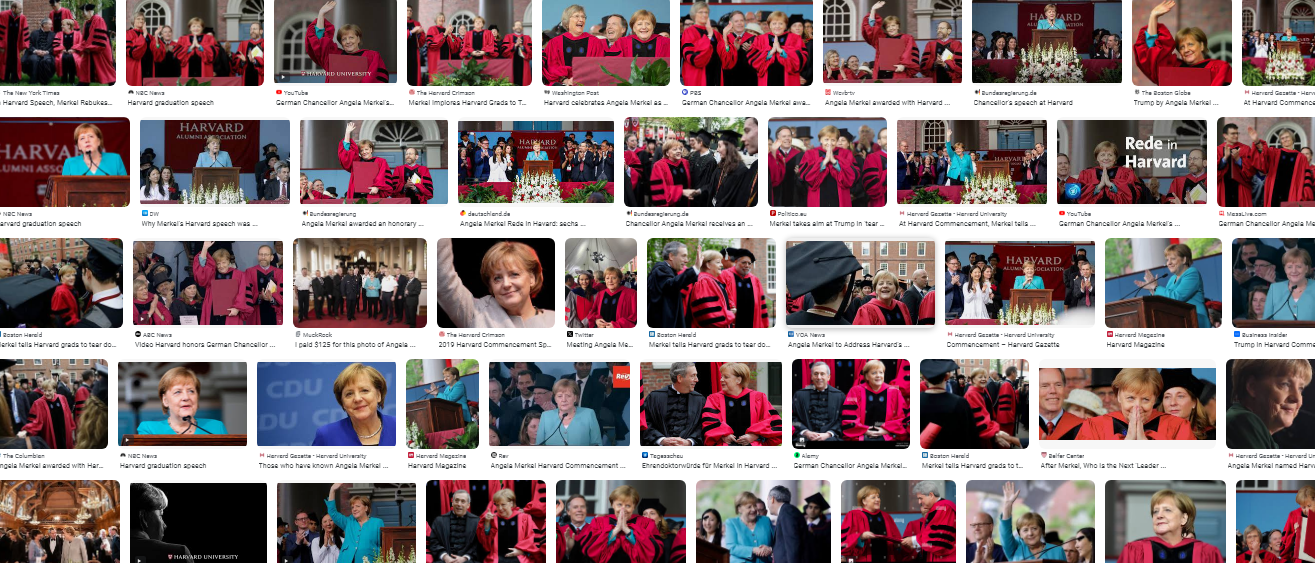 HARVARD UNIVERSITY
The New York Times
NBC News
YouTube
The Harvard Crimson
Washington Post
PBS
Wsvb-tv
Bundesregierung.de
The Boston Globe
Harvard Gazette - Harvard Uni
Harvard Speech, Merkel Rebukes...
Harvard graduation speech
German Chancellor Angela Merkel's...
Merkel Implores Harvard Grads to T...
Harvard celebrates Angela Merkel as ...
German Chancellor Angela Merkel awa...
Angela Merkel awarded with Harvard ...
Chancellor's speech at Harvard
Trump by Angela Merkel ...
At Harvard Commence
HARVARD
ALUMNI ASSOCIATION
HARVARD
Rede in
Harvard
NBC News
DW
Bundesregierung
deutschland.de
Bundesregierung.de
Politico.eu
Harvard Gazette - Harvard University
YouTube
MassLive.com
arvard graduation speech
Why Merkel's Harvard speech was ...
Angela Merkel awarded an honorary ...
Angela Merkel Rede in Havard: sechs ...
German Chancellor Merkel receives an ...
Merkel takes aim at Trump in 'tear ...
At Harvard Commencement, Merkel tells ...
German Chancellor Angela Merkel's ...
German Chancellor Angela
HARVARD
ALUMNI ASSOCIATION
Boston Herald
ABC News
MuckRock
The Harvard Crimson
Twitter
Boston Herald
VOA News
Harvard Gazette - Harvard University
Harvard Magazine
Business Insider
erkel tells Harvard grads to tear do...
Video Harvard honors German Chancellor ...
I paid $125 for this photo of Angela ...
2019 Harvard Commencement Sp...
Meeting Angela Me...
Merkel tells Harvard grads to tear do...
Angela Merkel to Address Harvard's ...
Commencement – Harvard Gazette
Harvard Magazine
Trump in Harvard Comme
CDU CD
DU CDU
Rev
The Columbian
NBC News
Harvard Gazette - Harvard University
Harvard Magazine
Rev
Tagesschau
Alamy
Boston Herald
Belfer Center
Harvard Gazette - Harvard Un
ngela Merkel awarded with Har...
Harvard graduation speech
Those who have known Angela Merkel ...
Harvard Magazine
Angela Merkel Harvard Commencement ...
Ehrendoktorwürde für Merkel in Harvard ...
German Chancellor Angela Merkel...
Merkel tells Harvard grads to t...
After Merkel, Who Is the Next 'Leader ...
Angela Merkel named Harv
HARVARD UNIVERSITY